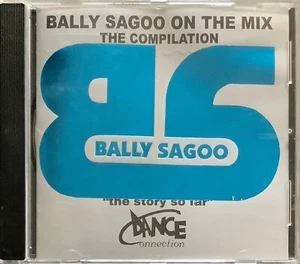 BALLY SAGOO ON THE MIX
THE COMPILATION
BS
BALLY SAGOO
"the story so far"
DANCE
Connection